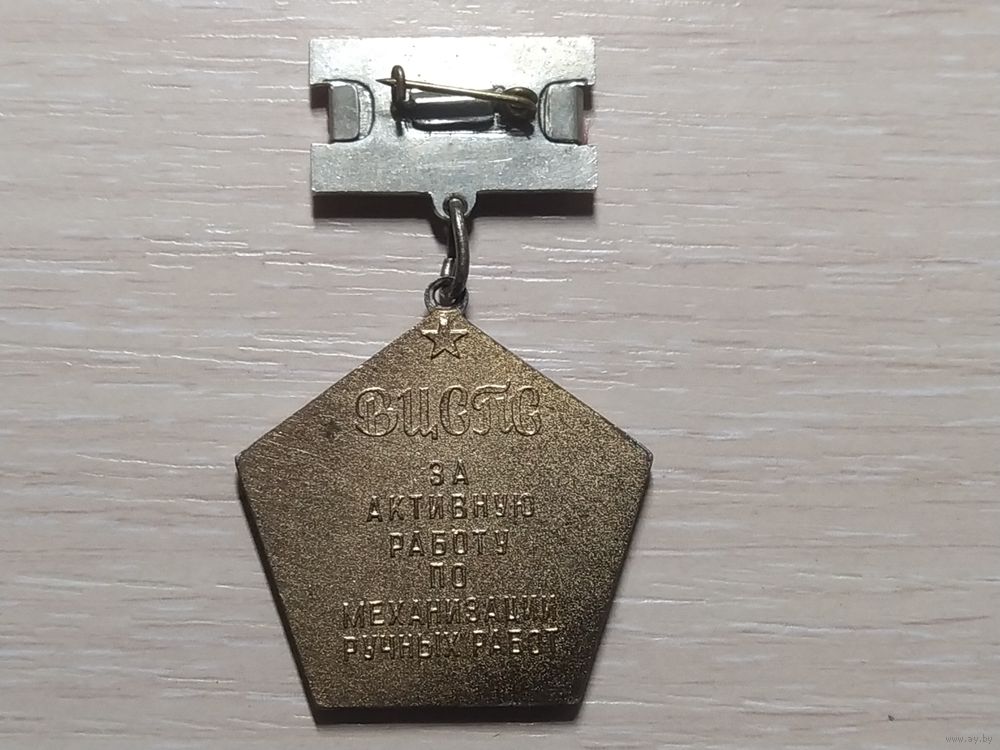 ВЦСПС
ЗА
АКТИВНУЮ
РАБОТУ
ПО
МЕХАНИЗАЦИИ
РУЧНЫХ РАБОТ
www.ay.by